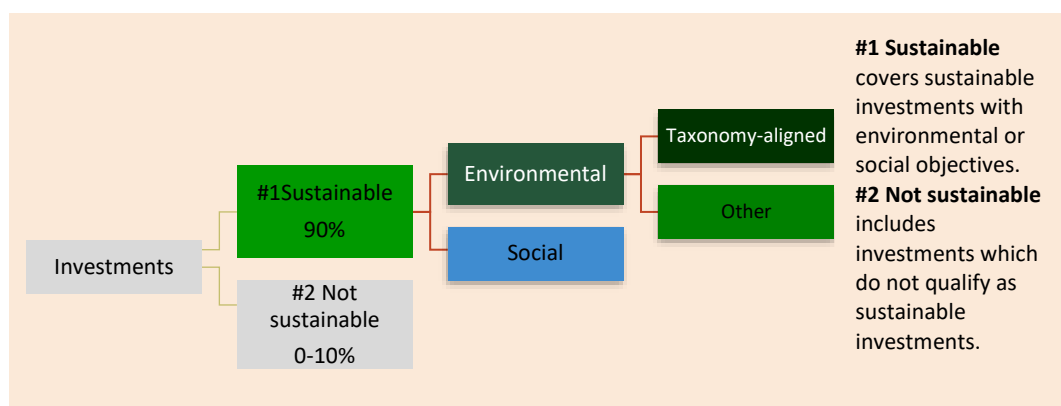 Investments
#1Sustainable
90%
#2 Not
sustainable
0-10%
Environmental
Social
Taxonomy-aligned
Other
#1 Sustainable
covers sustainable
investments with
environmental or
social objectives.
#2 Not sustainable
includes
investments which
do not qualify as
sustainable
investments.